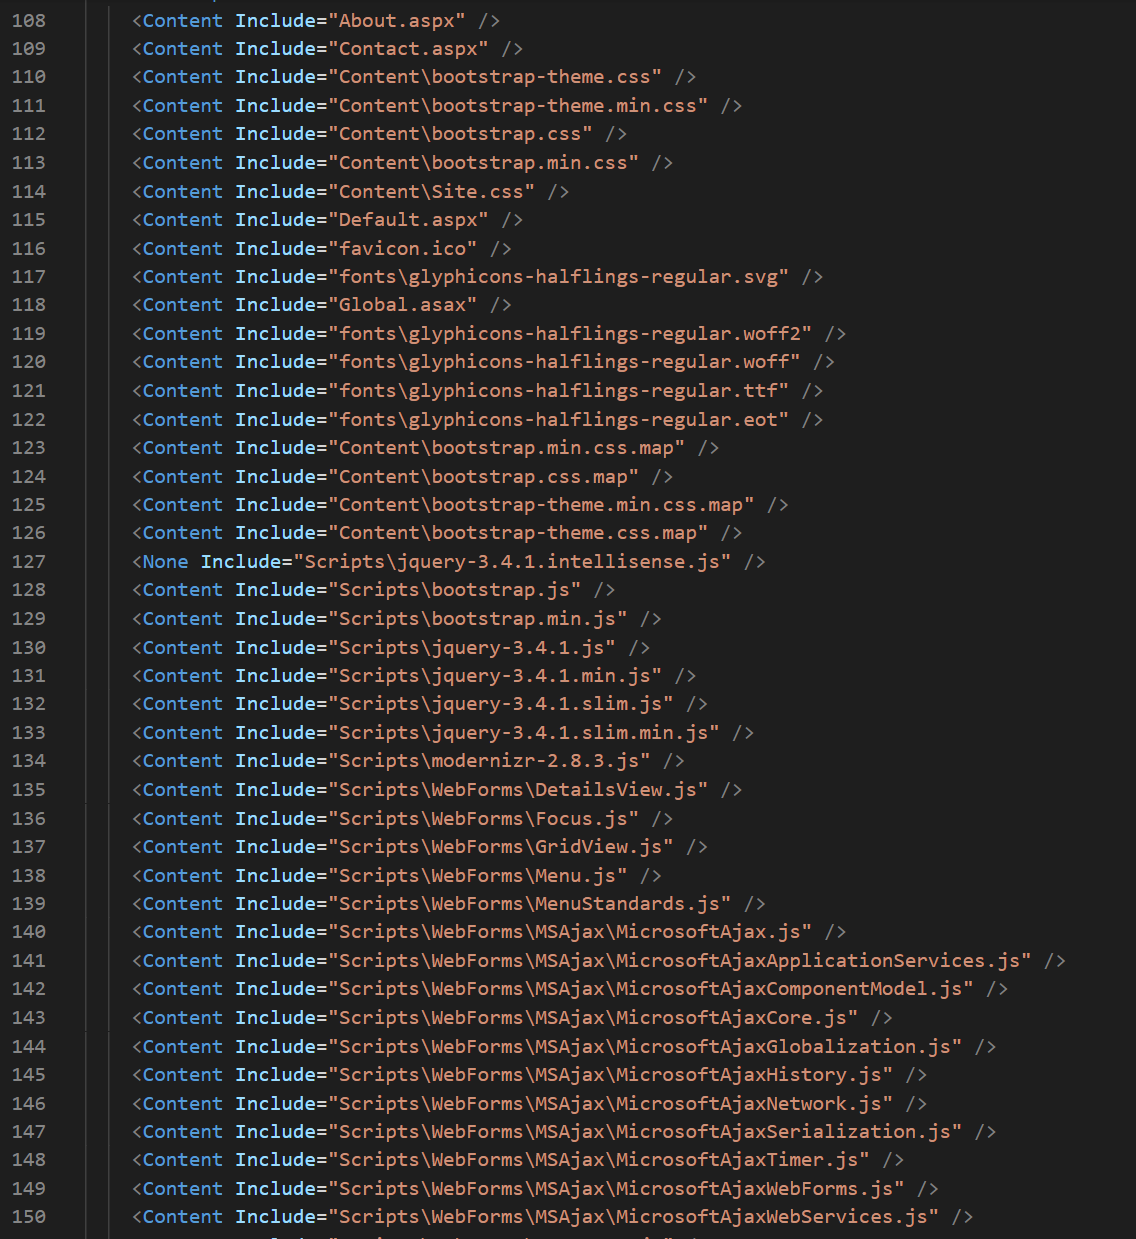 108 <Content Include="About.aspx" />
109 <Content Include="Contact.aspx" />
110 <Content Include="Content\bootstrap-theme.css" />
111 <Content Include="Content\bootstrap-theme.min.css" />
112 <Content Include="Content\bootstrap.css" />
113 <Content Include="Content\bootstrap.min.css" />
114 <Content Include="Content\Site.css" />
115 <Content Include="Default.aspx" />
116 <Content Include="favicon.ico" />
117 <Content Include="fonts\glyphicons-halflings-regular.svg" />
118 <Content Include="Global.asax" />
119 <Content Include="fonts\glyphicons-halflings-regular.woff2" />
120 <Content Include="fonts\glyphicons-halflings-regular.woff" />
121 <Content Include="fonts\glyphicons-halflings-regular.ttf" />
122 <Content Include="fonts\glyphicons-halflings-regular.eot" />
123 <Content Include="Content\bootstrap.min.css.map" />
124 <Content Include="Content\bootstrap.css.map" />
125 <Content Include="Content\bootstrap-theme.min.css.map" />
126 <Content Include="Content\bootstrap-theme.css.map" />
127 <None Include="Scripts\jquery-3.4.1.intellisense.js" />
128 <Content Include="Scripts\bootstrap.js" />
129 <Content Include="Scripts\bootstrap.min.js" />
130 <Content Include="Scripts\jquery-3.4.1.js" />
131 <Content Include="Scripts\jquery-3.4.1.min.js" />
132 <Content Include="Scripts\jquery-3.4.1.slim.js" />
133 <Content Include="Scripts\jquery-3.4.1.slim.min.js" />
134 <Content Include="Scripts\modernizr-2.8.3.js" />
135 <Content Include="Scripts\WebForms\DetailsView.js" />
136 <Content Include="Scripts\WebForms\Focus.js" />
137 <Content Include="Scripts\WebForms\GridView.js" />
138 <Content Include="Scripts\WebForms\Menu.js" />
139 <Content Include="Scripts\WebForms\MenuStandards.js" />
140 <Content Include="Scripts\WebForms\MSAjax\MicrosoftAjax.js" />
141 <Content Include="Scripts\WebForms\MSAjax\MicrosoftAjaxApplicationServices.js" />
142 <Content Include="Scripts\WebForms\MSAjax\MicrosoftAjaxComponentModel.js" />
143 <Content Include="Scripts\WebForms\MSAjax\MicrosoftAjaxCore.js" />
144 <Content Include="Scripts\WebForms\MSAjax\MicrosoftAjaxGlobalization.js" />
145 <Content Include="Scripts\WebForms\MSAjax\MicrosoftAjaxHistory.js" />
146 <Content Include="Scripts\WebForms\MSAjax\MicrosoftAjaxNetwork.js" />
147 <Content Include="Scripts\WebForms\MSAjax\MicrosoftAjaxSerialization.js" />
148 <Content Include="Scripts\WebForms\MSAjax\MicrosoftAjaxTimer.js" />
149 <Content Include="Scripts\WebForms\MSAjax\MicrosoftAjaxWebForms.js" />
150 <Content Include="Scripts\WebForms\MSAjax\MicrosoftAjaxWebServices.js" />